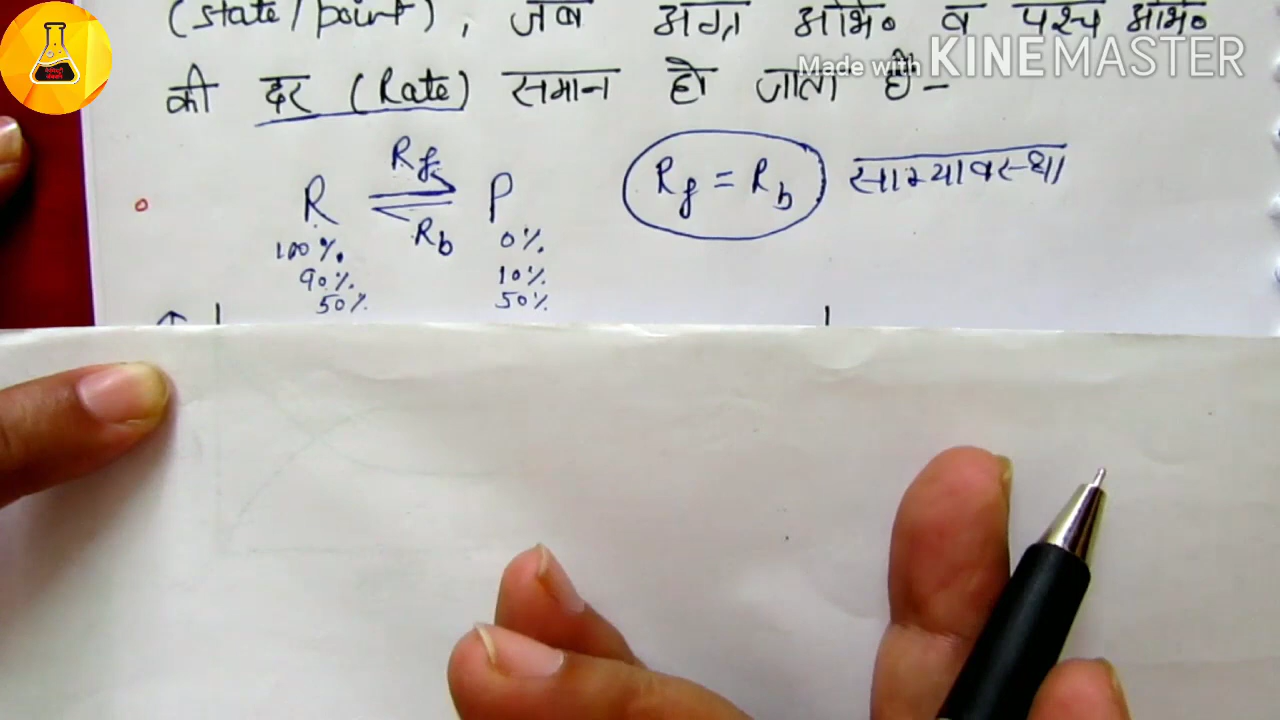 (state/point), जब अग्र अभि० व पश्च अभि०
Made with KINEMASTER
की दर (Rate) समान हो जाती है -
R ⇌ P
Rf
Rb
Rf = Rb साम्यावस्था
100% 0%
90% 10%
50% 50%